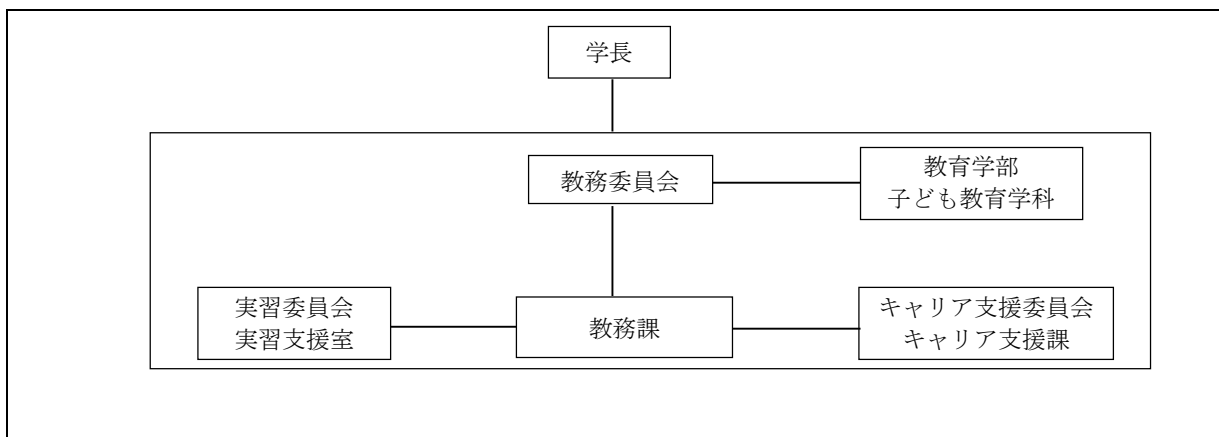 学長
教務委員会
教育学部
子ども教育学科
実習委員会
実習支援室
教務課
キャリア支援委員会
キャリア支援課